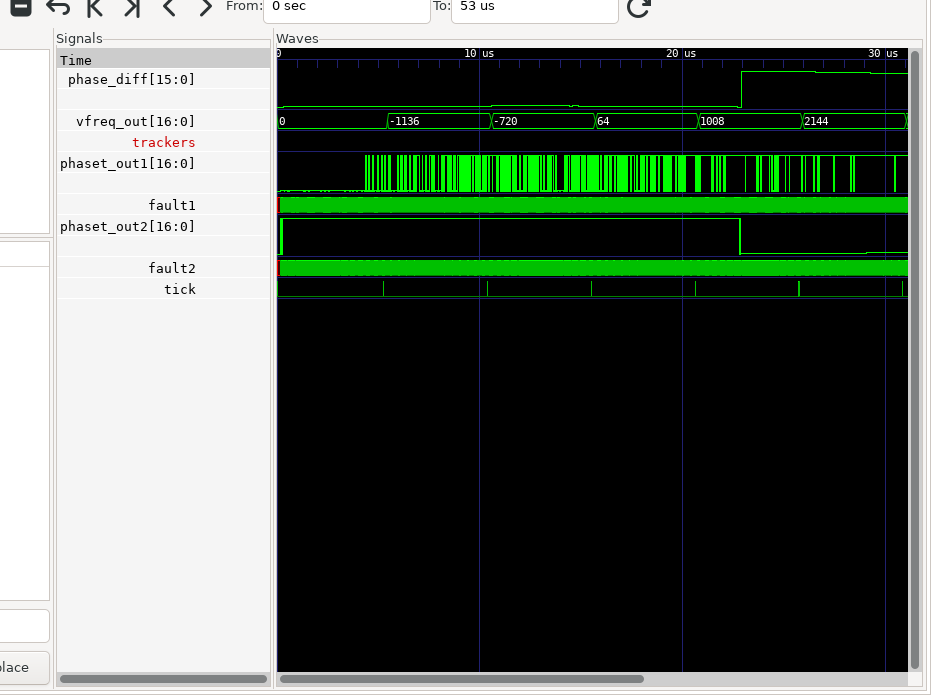 From: 0 sec To: 53 us
Signals Waves
Time 0 10 us 20 us 30 us
phase_diff[15:0]
vfreq_out[16:0] 0 -1136 -720 64 1008 2144
trackers
phaset_out1[16:0]
fault1
phaset_out2[16:0]
fault2
tick
place